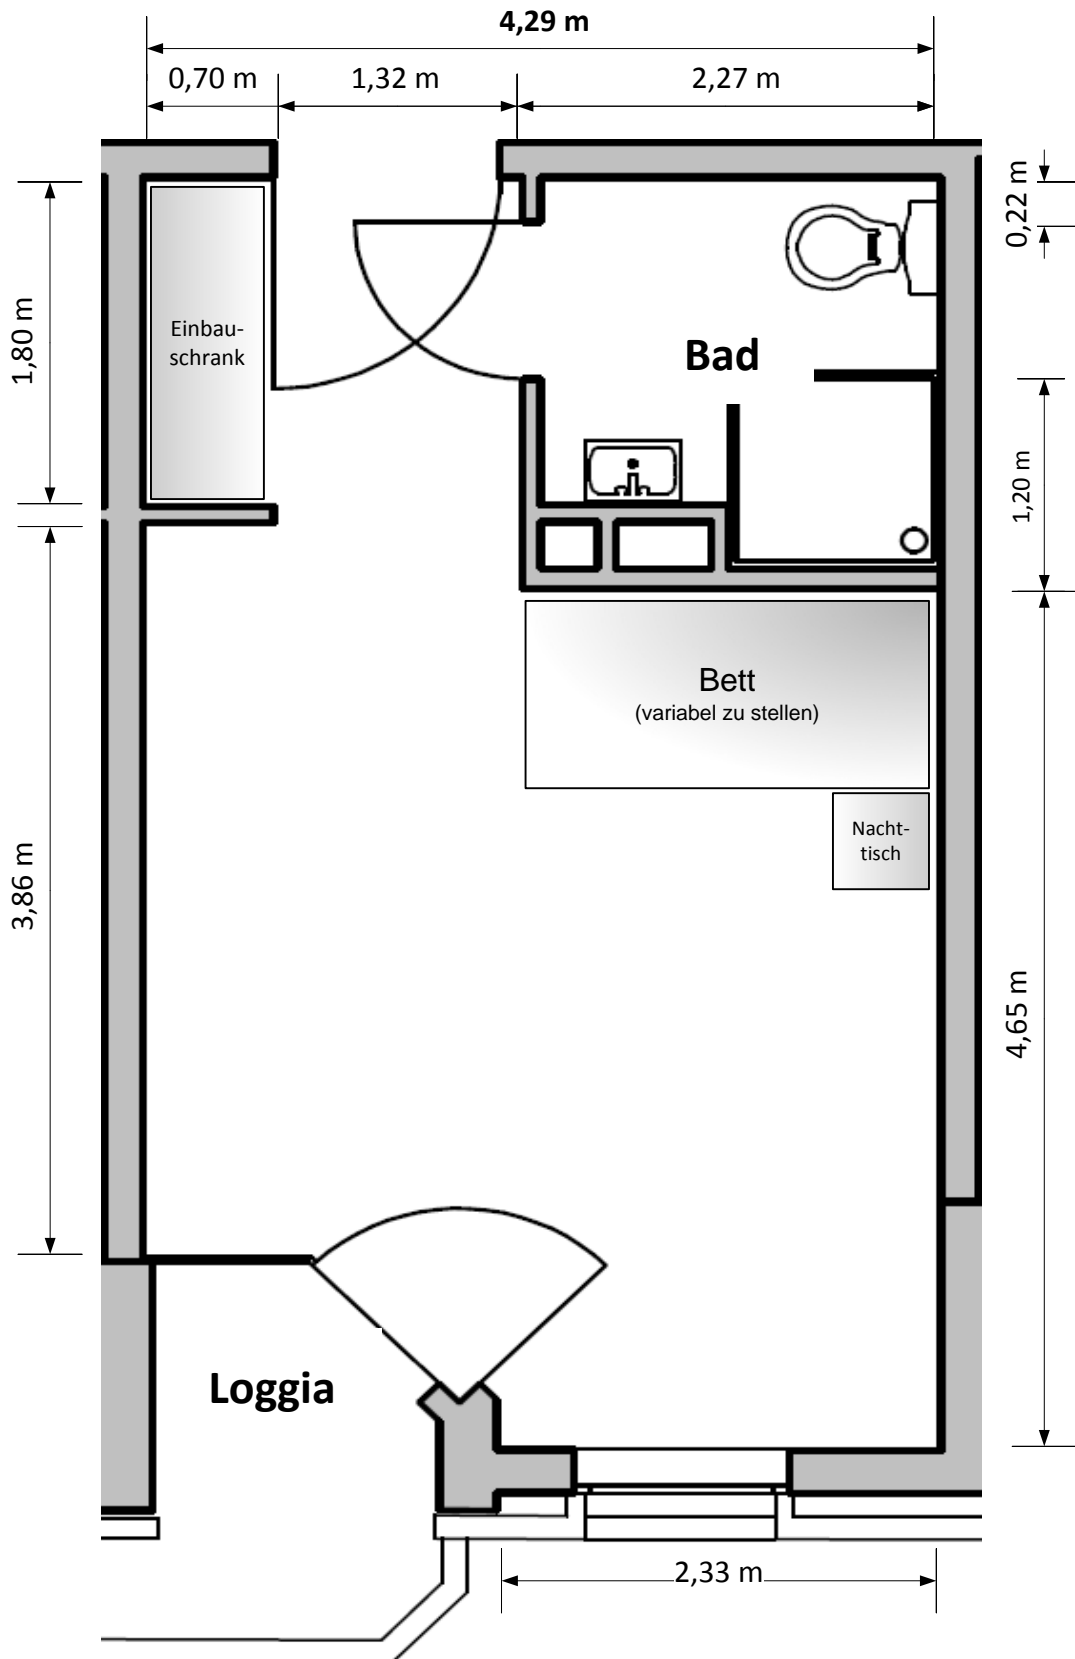 4,29 m
0,70 m
1,32 m
2,27 m
0,22 m
1,80 m
Einbau-
schrank
Bad
1,20 m
Bett
(variabel zu stellen)
Nacht-
tisch
3,86 m
4,65 m
Loggia
2,33 m